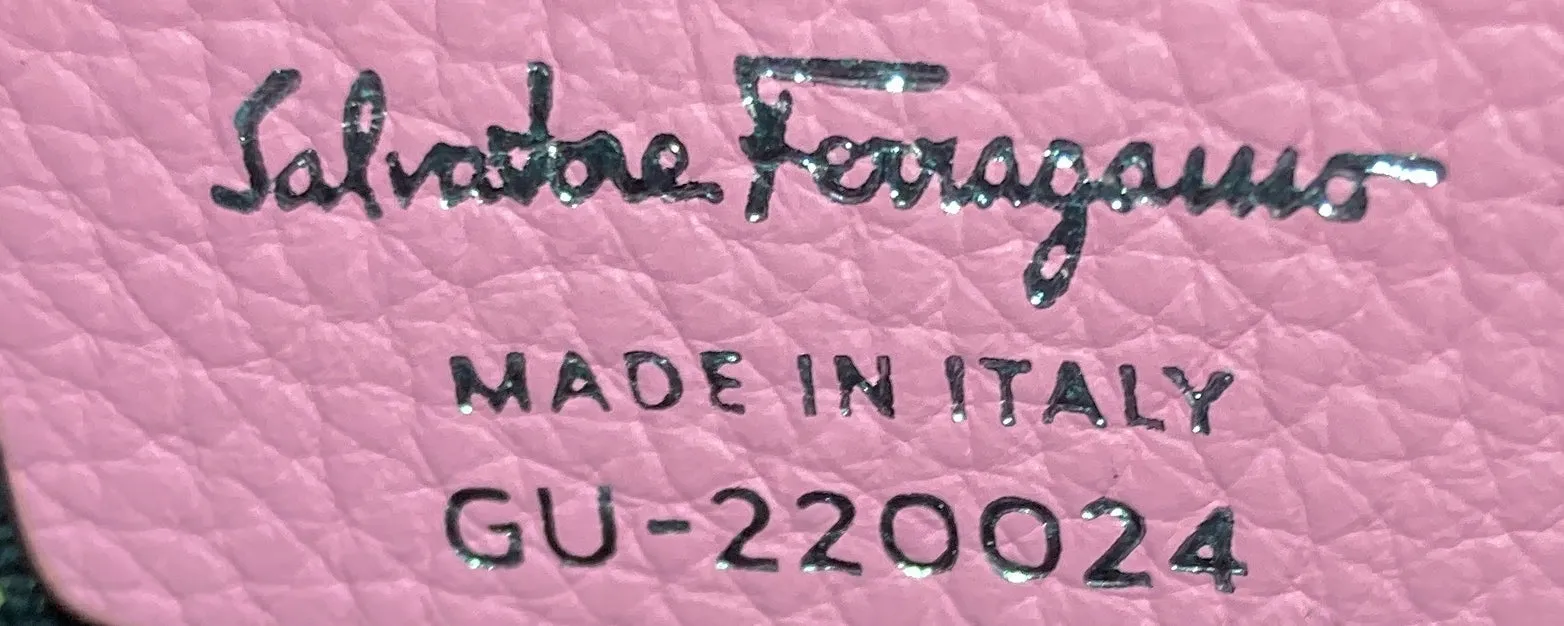 Salvatore Ferragamo
MADE IN ITALY
GU-220024